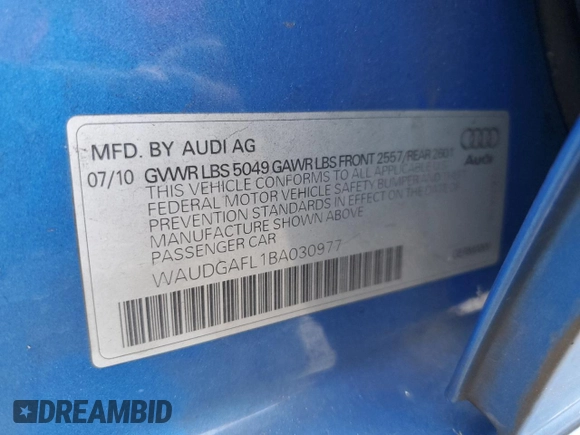 MFD. BY AUDI AG
07/10 GVWR LBS 5049 GAWR LBS FRONT 2557/REAR
THIS VEHICLE CONFORMS TO ALL APPLICABLE
FEDERAL MOTOR VEHICLE SAFETY BUMPER AND THEFT
PREVENTION STANDARDS IN EFFECT ON THE DATE OF
MANUFACTURE SHOWN ABOVE
PASSENGER CAR
WAUDGAFL1BA030977
Audi
DREAMBID